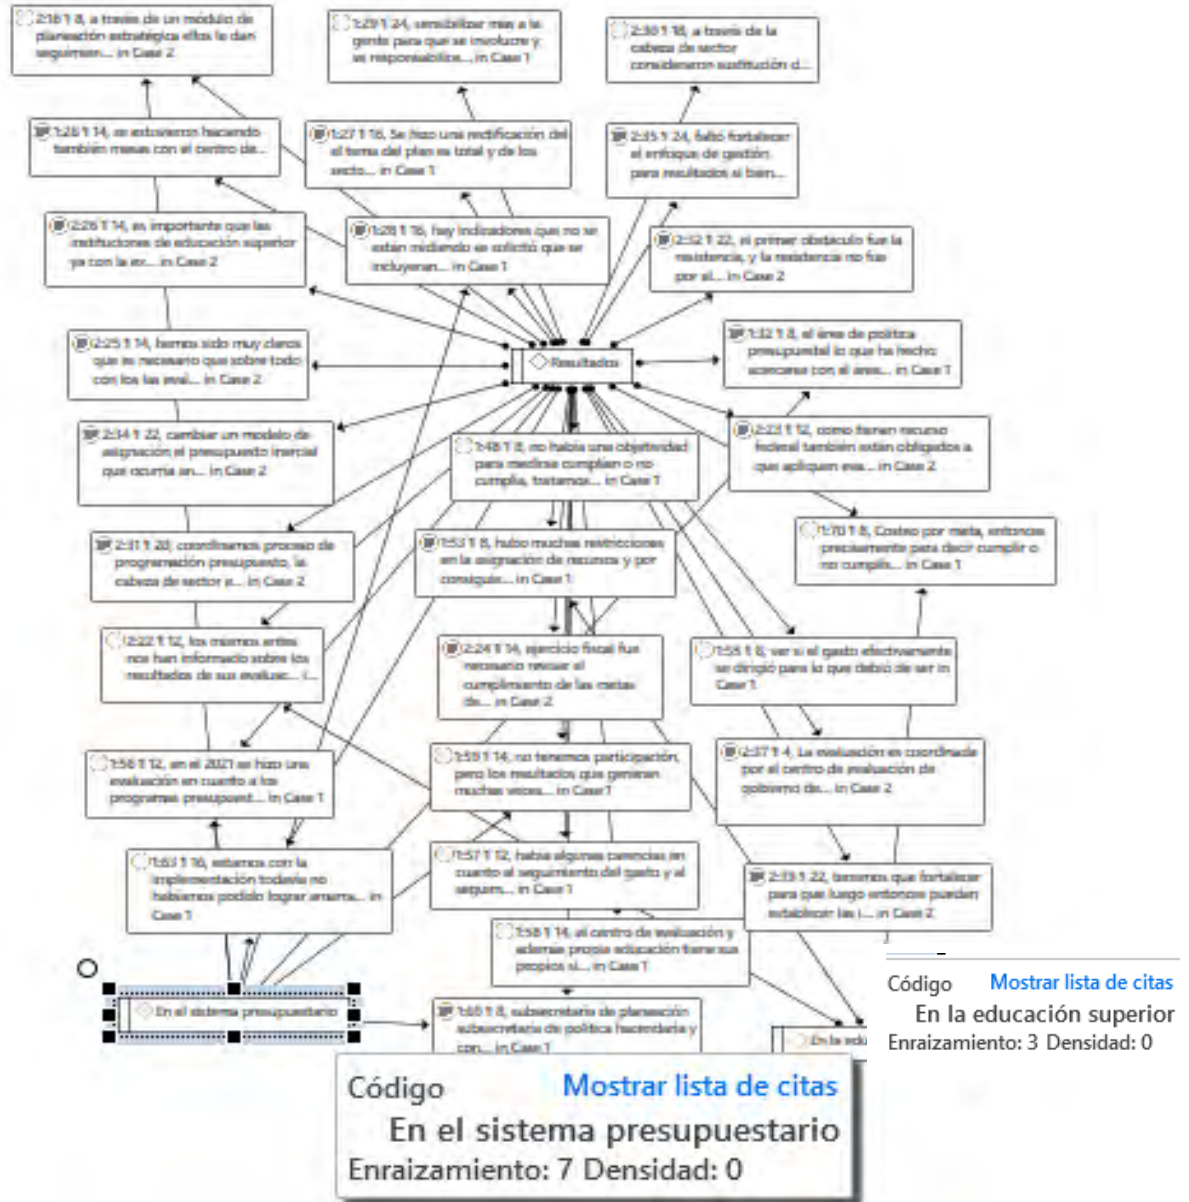 2:18 ¶ 8, a través de un módulo de
planeación estratégica ellos le dan
seguimien... in Case 2
1:29 ¶ 24, sensibilizar más a la
gente para que se involucre y
se responsabilice... in Case 1
2:30 ¶ 18, a través de la
cabeza de sector
consideraron sustitución d...
1:26 ¶ 14, se estuvieron haciendo
también mesas con el centro de...
1:27 ¶ 16, Se hizo una rectificación del
el tema del plan es total y de los
secto... in Case 1
2:35 ¶ 24, faltó fortalecer
el enfoque de gestión
para resultados si bien...
2:26 ¶ 14, es importante que las
instituciones de educación superior
ya con la ev... in Case 2
1:28 ¶ 16, hay indicadores que no se
están midiendo se solicitó que se
incluyeran... in Case 1
2:32 ¶ 22, el primer obstáculo fue la
resistencia, y la resistencia no fue
por el... in Case 2
2:25 ¶ 14, hemos sido muy claros
que es necesario que sobre todo
con los las eval... in Case 2
Resultados
1:32 ¶ 8, el área de política
presupuestal lo que ha hecho
acercarse con el área... in Case 1
2:34 ¶ 22, cambiar un modelo de
asignación el presupuesto inercial
que ocurría an... in Case 2
1:48 ¶ 8, no había una objetividad
para medirse cumplían o no
cumplía, tratamos... in Case 1
2:23 ¶ 12, como tienen recurso
federal también están obligados a
que apliquen eva... in Case 2
2:31 ¶ 20, coordinamos proceso de
programación presupuesto, la
cabeza de sector e... in Case 2
1:53 ¶ 8, hubo muchas restricciones
en la asignación de recursos y por
consiguie... in Case 1
1:70 ¶ 8, Costeo por meta, entonces
precisamente para decir cumplir o
no cumplis... in Case 1
2:22 ¶ 12, los mismos entes
nos han informado sobre los
resultados de sus evaluac... i...
2:24 ¶ 14, ejercicio fiscal fue
necesario revisar el
cumplimiento de las metas
de... in Case 2
1:55 ¶ 8, ver si el gasto efectivamente
se dirigió para lo que debió de ser in
Case 1
1:56 ¶ 12, en el 2021 se hizo una
evaluación en cuanto a los
programas presupuest... in Case 1
1:59 ¶ 14, no tenemos participación,
pero los resultados que generan
muchas veces... in Case 1
2:37 ¶ 4, La evaluación es coordinada
por el centro de evaluación de
gobierno de... in Case 2
1:63 ¶ 16, estamos con la
implementación todavía no
habíamos podido lograr amarra... in
Case 1
1:57 ¶ 12, había algunas carencias en
cuanto al seguimiento del gasto y al
seguim... in Case 1
2:39 ¶ 22, tenemos que fortalecer
para que luego entonces puedan
establecer las i... in Case 2
1:58 ¶ 14, el centro de evaluación y
además propia educación tiene sus
propios si... in Case 1
En el sistema presupuestario
subsecretaría de planeación
subsecretaría de política hacendaria y
con... in Case 1
En la edu
Código Mostrar lista de citas
En la educación superior
Enraizamiento: 3 Densidad: 0
Código Mostrar lista de citas
En el sistema presupuestario
Enraizamiento: 7 Densidad: 0